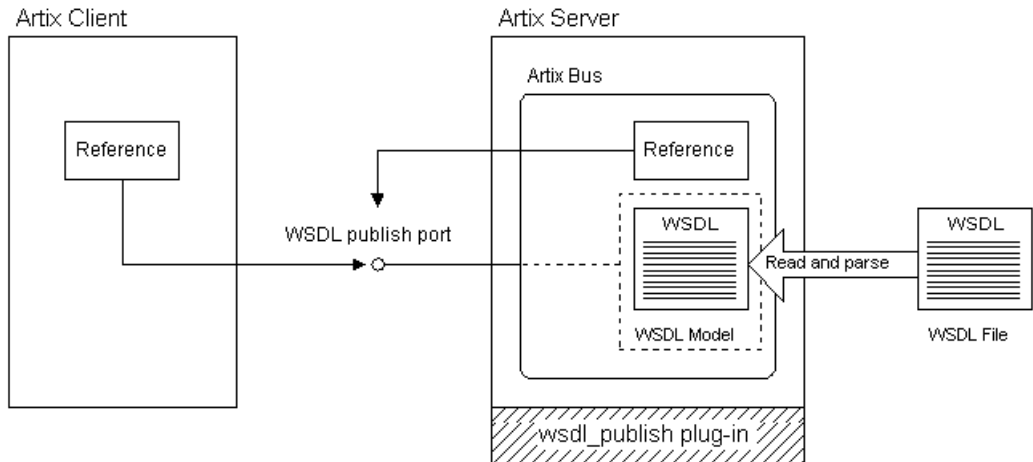 Artix Client
Artix Server
Artix Bus
Reference
Reference
WSDL publish port
WSDL
WSDL
Read and parse
WSDL Model
WSDL File
wsdl_publish plug-in